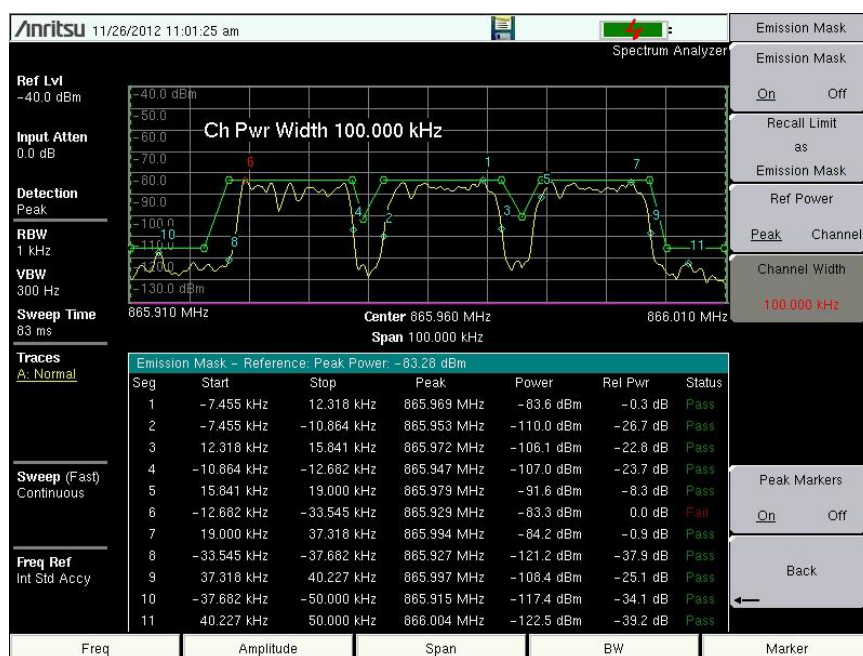 Anritsu 11/26/2012 11:01:25 am
Spectrum Analyzer
Ref Lvl
-40.0 dBm
Input Atten
0.0 dB
Detection
Peak
RBW
1 kHz
VBW
300 Hz
Sweep Time
83 ms
Traces
A: Normal
Sweep (Fast)
Continuous
Freq Ref
Int Std Accy
-40.0 dBm
-50.0
-60.0
-70.0
-80.0
-90.0
-100.0
-110.0
-120.0
-130.0 dBm
Ch Pwr Width 100.000 kHz
6
1
7
5
4
2
3
9
10
8
11
865.910 MHz
Center 865.960 MHz
866.010 MHz
Span 100.000 kHz
Emission Mask - Reference: Peak Power: -83.28 dBm
Seg Start Stop Peak Power Rel Pwr Status
1 -7.455 kHz 12.318 kHz 865.969 MHz -83.6 dBm -0.3 dB Pass
2 -7.455 kHz -10.864 kHz 865.953 MHz -110.0 dBm -26.7 dB Pass
3 12.318 kHz 15.841 kHz 865.972 MHz -106.1 dBm -22.8 dB Pass
4 -10.864 kHz -12.682 kHz 865.947 MHz -107.0 dBm -23.7 dB Pass
5 15.841 kHz 19.000 kHz 865.979 MHz -91.6 dBm -8.3 dB Pass
6 -12.682 kHz -33.545 kHz 865.929 MHz -83.3 dBm 0.0 dB Fail
7 19.000 kHz 37.318 kHz 865.994 MHz -84.2 dBm -0.9 dB Pass
8 -33.545 kHz -37.682 kHz 865.927 MHz -121.2 dBm -37.9 dB Pass
9 37.318 kHz 40.227 kHz 865.997 MHz -108.4 dBm -25.1 dB Pass
10 -37.682 kHz -50.000 kHz 865.915 MHz -117.4 dBm -34.1 dB Pass
11 40.227 kHz 50.000 kHz 866.004 MHz -122.5 dBm -39.2 dB Pass
Emission Mask
Emission Mask
On Off
Recall Limit
as
Emission Mask
Ref Power
Peak Channel
Channel Width
100.000 kHz
Peak Markers
On Off
Back
Freq Amplitude Span BW Marker